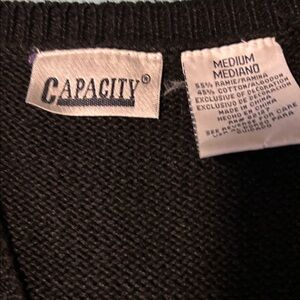 CAPACITY®
MEDIUM
MEDIANO
55% RAMIE/RAMINA
45% COTTON/ALGODON
EXCLUSIVE OF DECORATION
EXCLUSIVO DE DECORACION
MADE IN CHINA
HECHO EN CHINA
SEE REVERSE FOR CARE